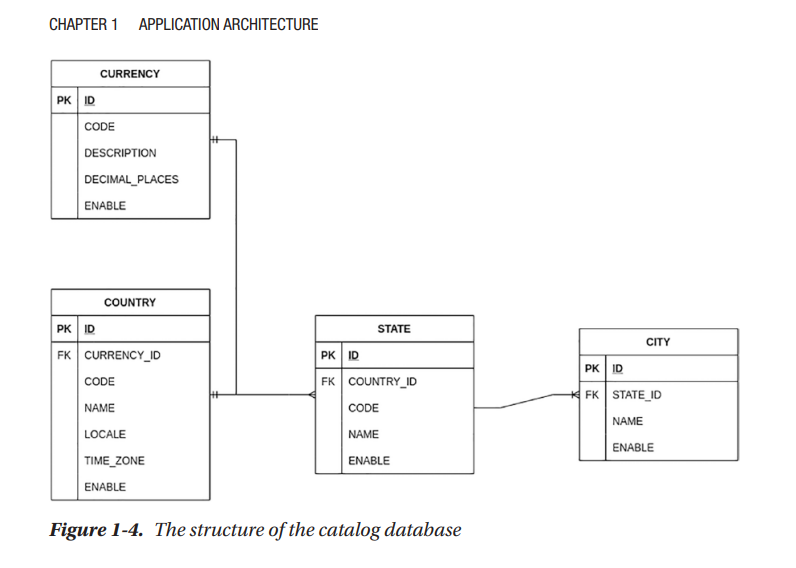 CHAPTER 1 APPLICATION ARCHITECTURE
CURRENCY
PK ID
CODE
DESCRIPTION
DECIMAL_PLACES
ENABLE
COUNTRY
PK ID
FK CURRENCY_ID
CODE
NAME
LOCALE
TIME_ZONE
ENABLE
STATE
PK ID
FK COUNTRY_ID
CODE
NAME
ENABLE
CITY
PK ID
FK STATE_ID
NAME
ENABLE
Figure 1-4. The structure of the catalog database